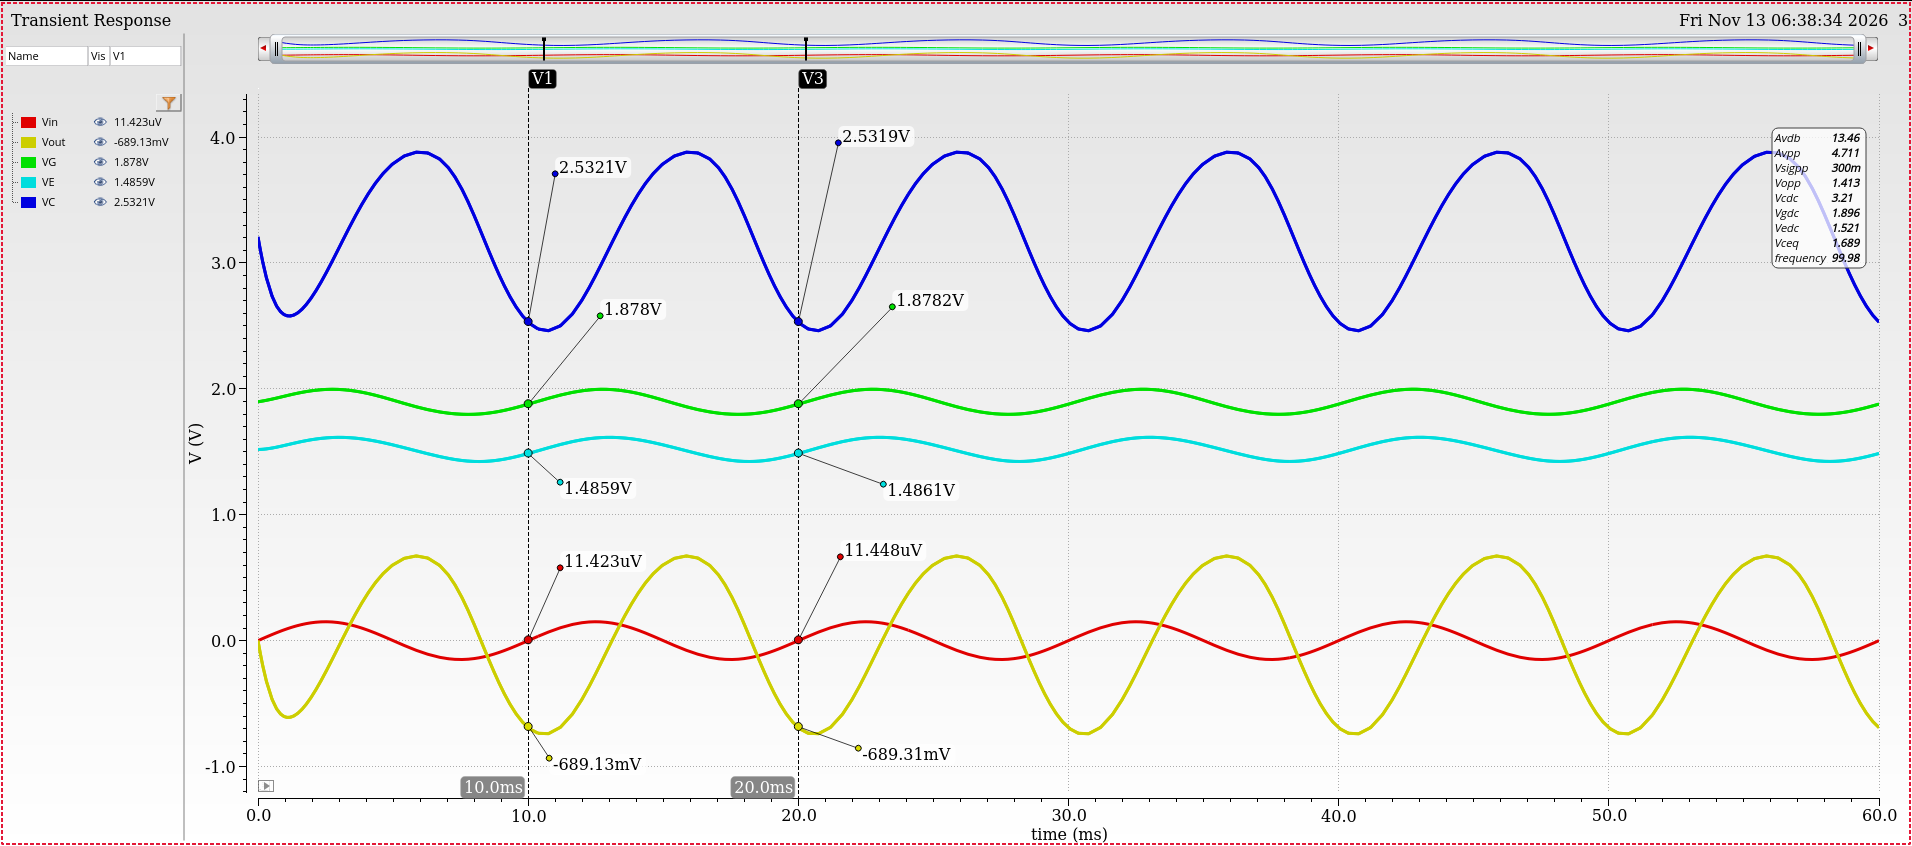 Transient Response
Fri Nov 13 06:38:34 2026 3
Name Vis V1
Vin 11.423uV
Vout -689.13mV
VG 1.878V
VE 1.4859V
VC 2.5321V
V1
V3
4.0
3.0
2.0
1.0
0.0
-1.0
V (V)
2.5321V
2.5319V
1.878V
1.8782V
1.4859V
1.4861V
11.423uV
11.448uV
-689.13mV
-689.31mV
Avdb 13.46
Avpp 4.711
Vsigpp 300m
Vopp 1.413
Vcdc 3.21
Vgdc 1.896
Vedc 1.521
Vceq 1.689
frequency 99.98
10.0ms
20.0ms
0.0 10.0 20.0 30.0 40.0 50.0 60.0
time (ms)